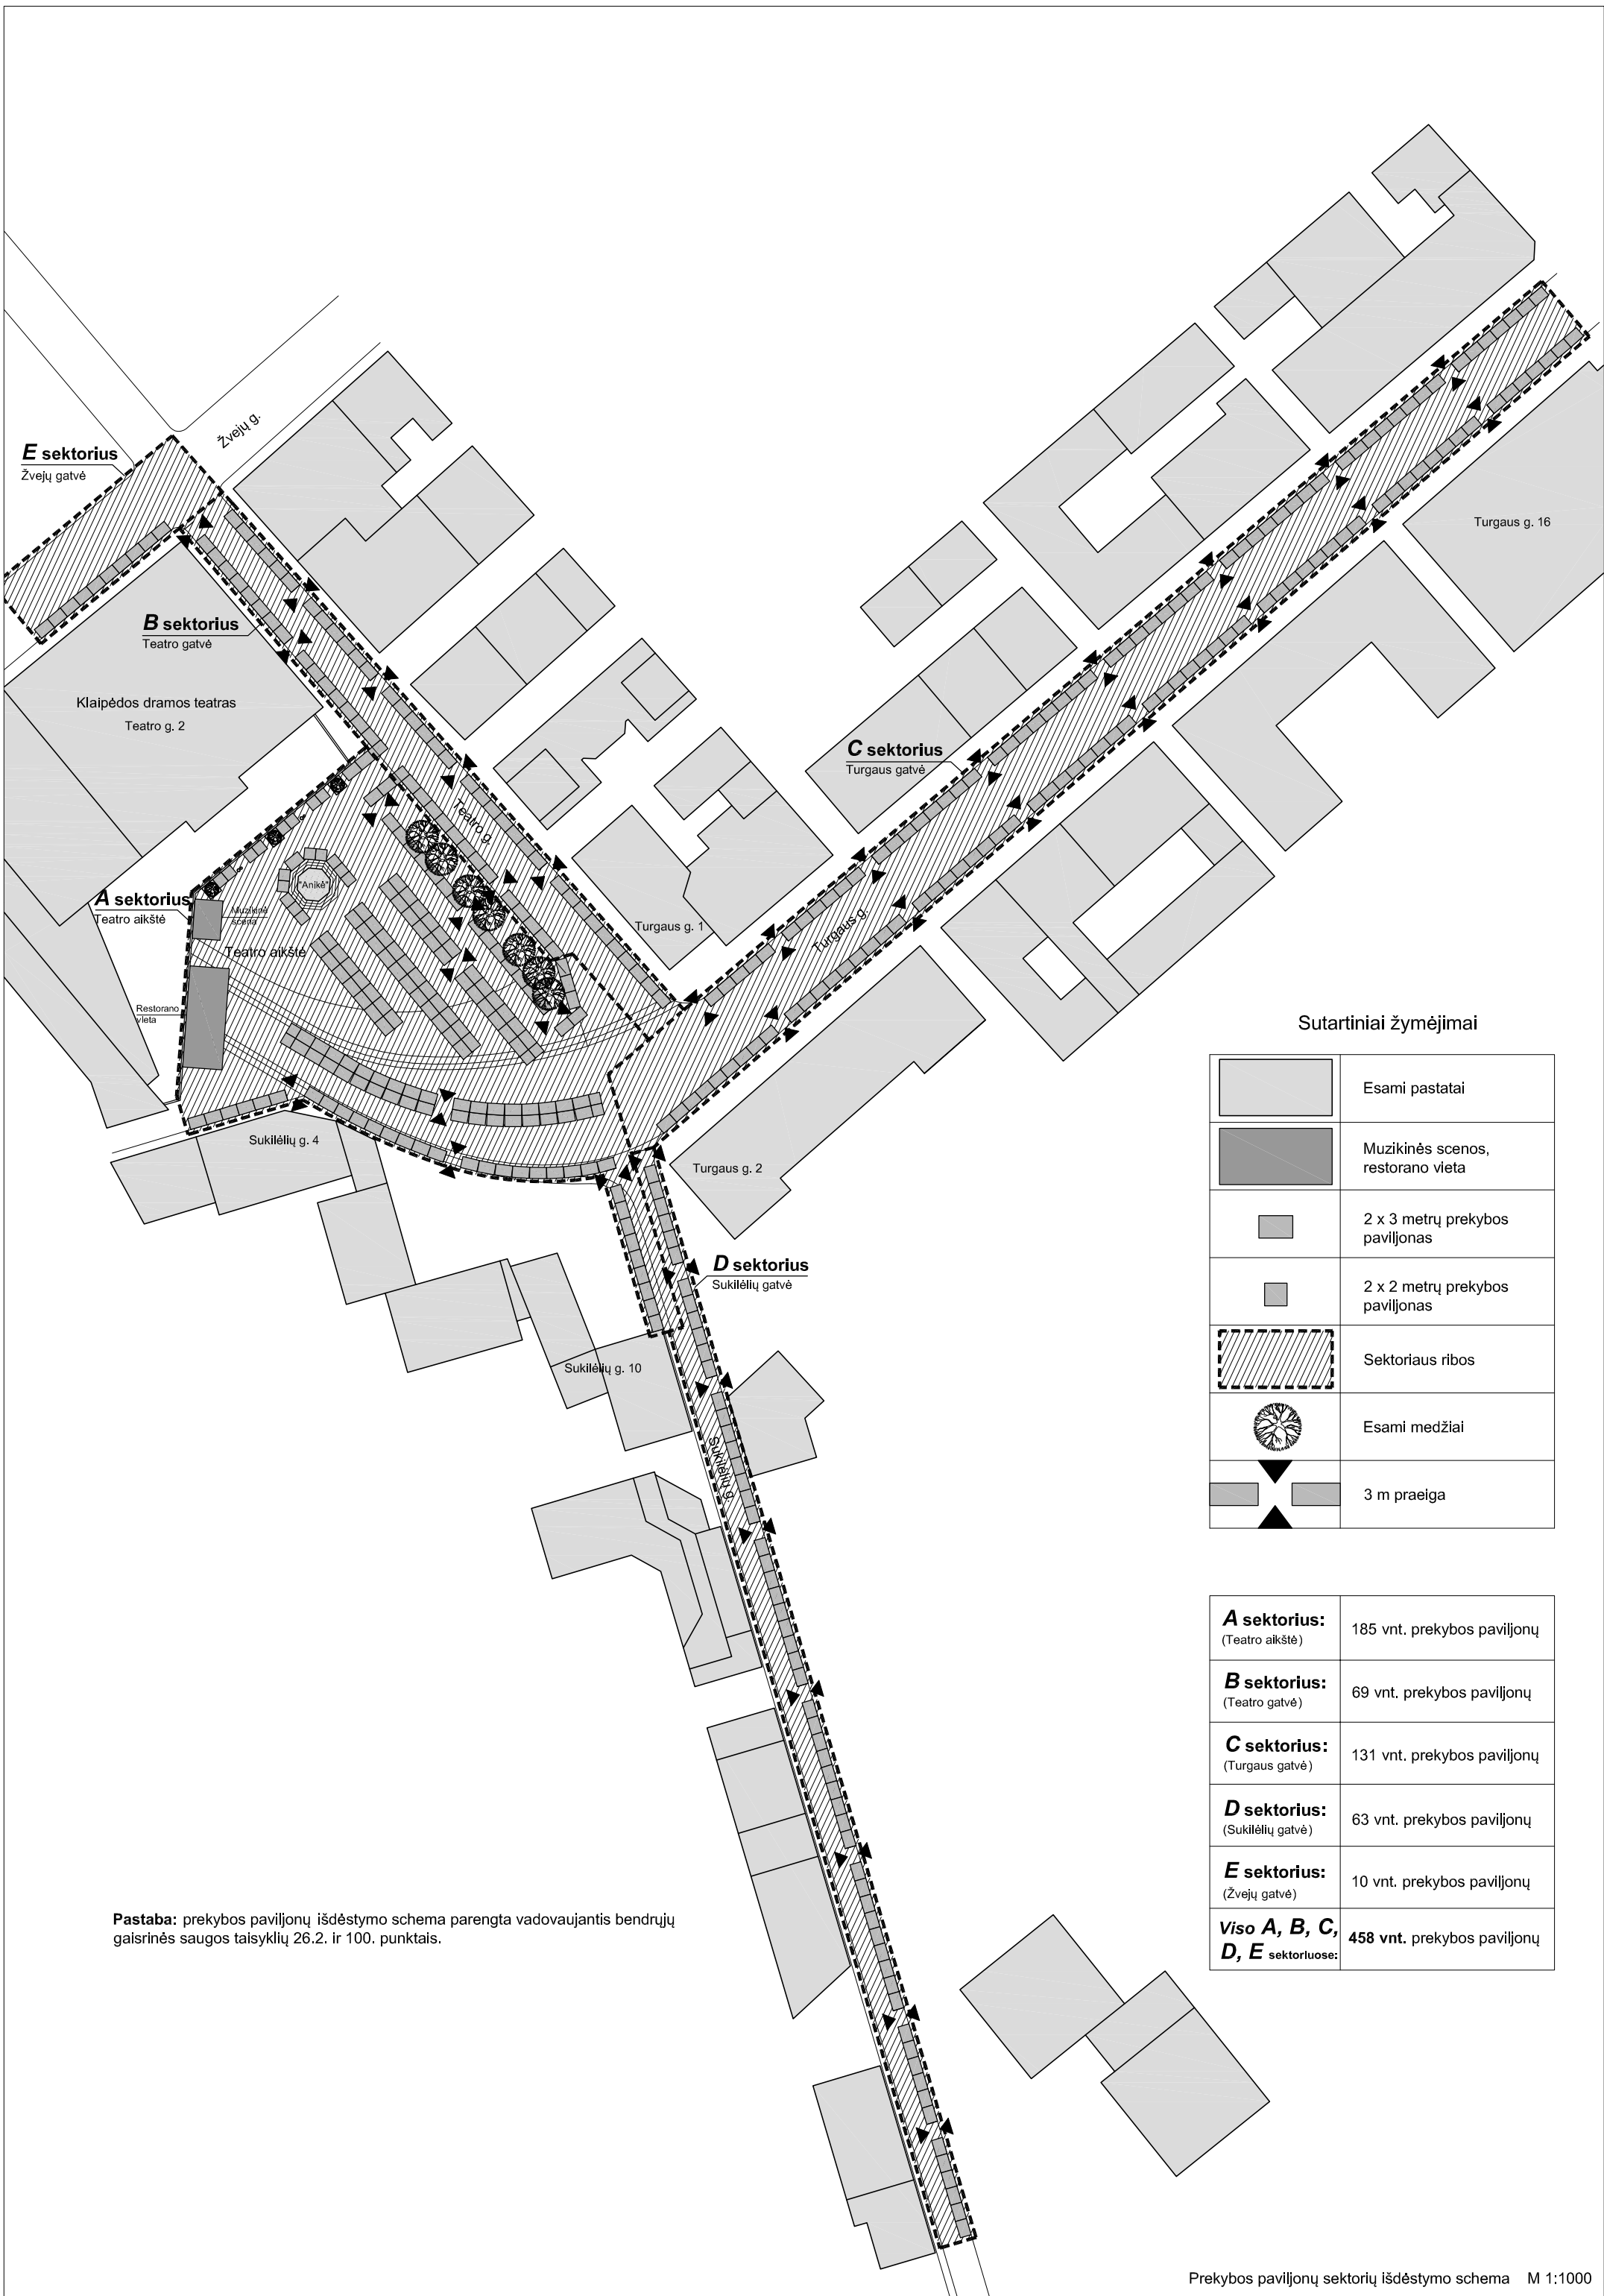 Žvejų g.
E sektorius
Žvejų gatvė
Turgaus g. 16
B sektorius
Teatro gatvė
Klaipėdos dramos teatras
Teatro g. 2
C sektorius
Turgaus gatvė
Teatro g.
"Anikė"
A sektorius
Teatro aikštė
Muzikinė
scena
Turgaus g. 1
Turgaus g.
Teatro aikštė
Restorano
vieta
Sukilėlių g. 4
Turgaus g. 2
D sektorius
Sukilėlių gatvė
Sukilėlių g. 10
Sukilėlių g.
Sutartiniai žymėjimai
Esami pastatai
Muzikinės scenos,
restorano vieta
2 x 3 metrų prekybos
paviljonas
2 x 2 metrų prekybos
paviljonas
Sektoriaus ribos
Esami medžiai
3 m praeiga
A sektorius:
(Teatro aikštė)
185 vnt. prekybos paviljonų
B sektorius:
(Teatro gatvė)
69 vnt. prekybos paviljonų
C sektorius:
(Turgaus gatvė)
131 vnt. prekybos paviljonų
D sektorius:
(Sukilėlių gatvė)
63 vnt. prekybos paviljonų
E sektorius:
(Žvejų gatvė)
10 vnt. prekybos paviljonų
Viso A, B, C,
D, E sektoriuose:
458 vnt. prekybos paviljonų
Pastaba: prekybos paviljonų išdėstymo schema parengta vadovaujantis bendrųjų
gaisrinės saugos taisyklių 26.2. ir 100. punktais.
Prekybos paviljonų sektorių išdėstymo schema M 1:1000